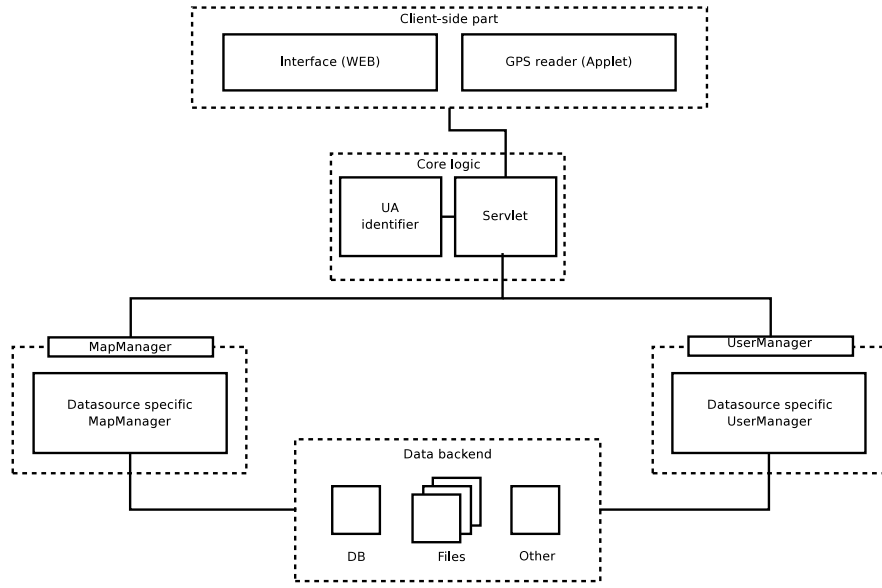 Client-side part
Interface (WEB)
GPS reader (Applet)
Core logic
UA
identifier
Servlet
MapManager
UserManager
Datasource specific
MapManager
Datasource specific
UserManager
Data backend
DB
Files
Other